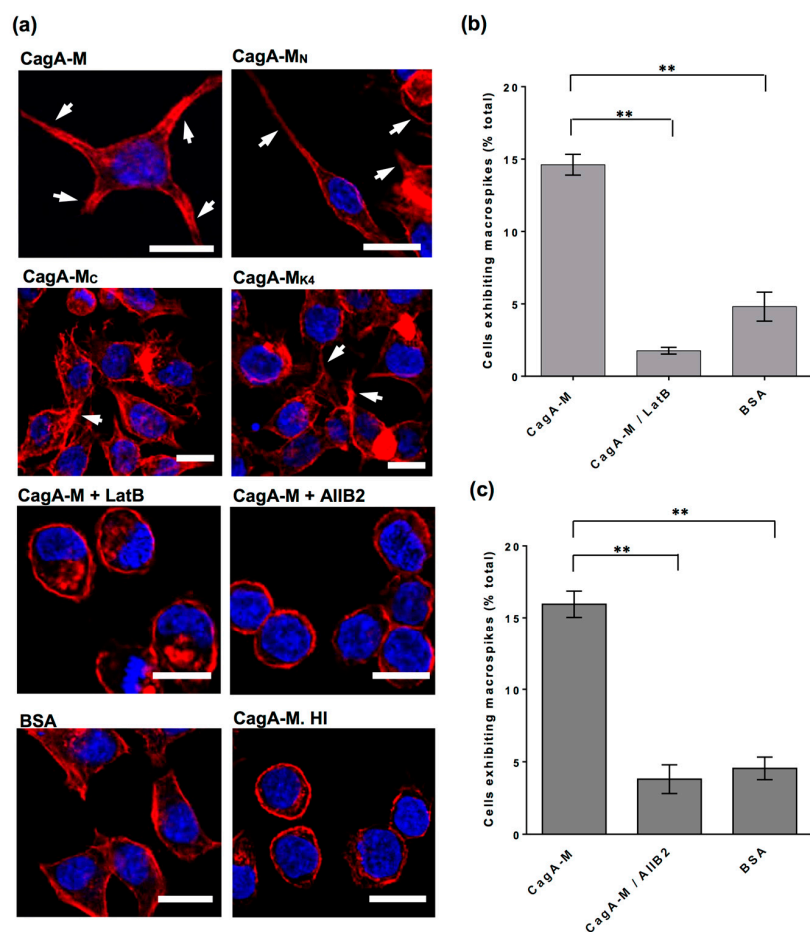 (a)
CagA-M
CagA-MN
CagA-MC
CagA-MK4
CagA-M + LatB
CagA-M + AIIB2
BSA
CagA-M. HI
(b)
Cells exhibiting macrospikes (% total)
20
15
10
5
0
**
**
CagA-M
CagA-M / LatB
BSA
(c)
Cells exhibiting macrospikes (% total)
20
15
10
5
0
**
**
CagA-M
CagA-M / AIIB2
BSA